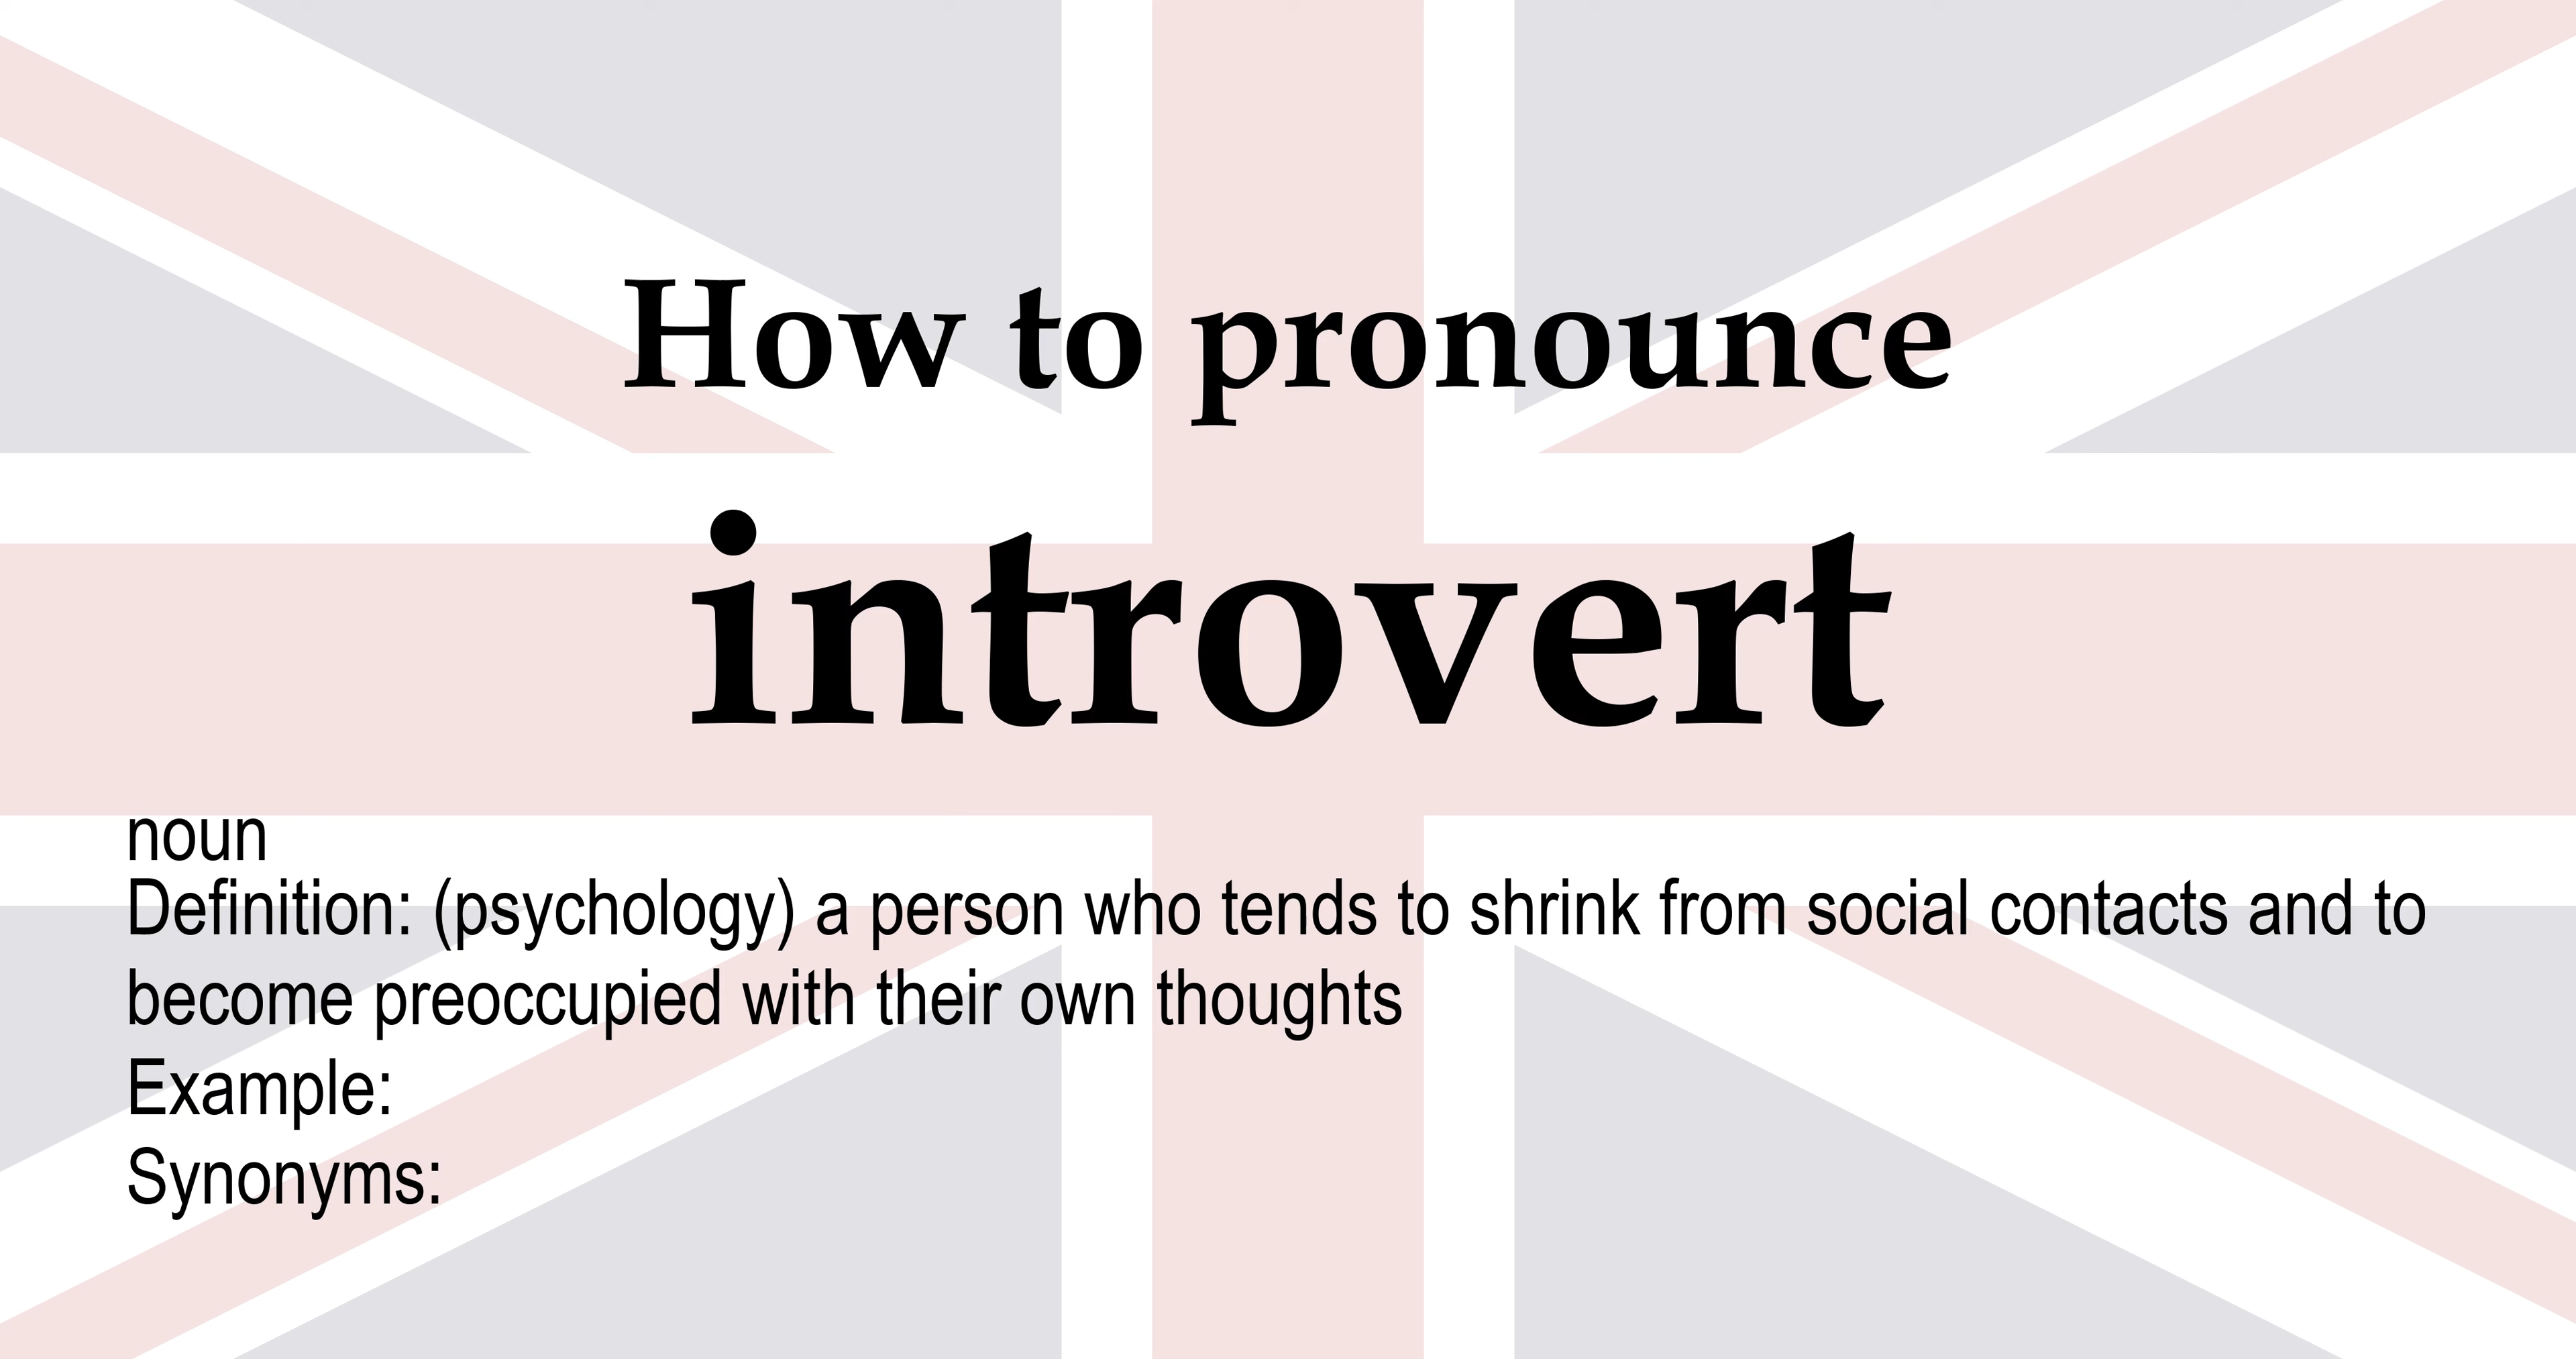 How to pronounce
introvert
noun
Definition: (psychology) a person who tends to shrink from social contacts and to
become preoccupied with their own thoughts
Example:
Synonyms: